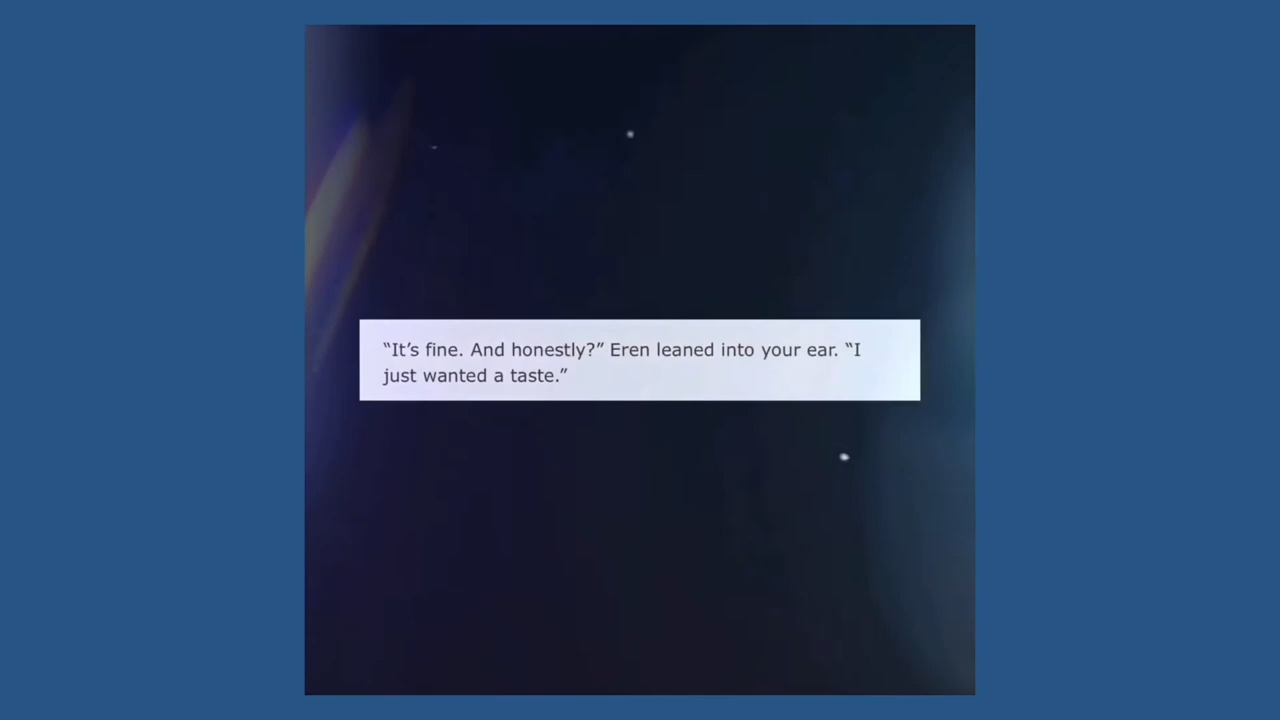 “It’s fine. And honestly?” Eren leaned into your ear. “I
just wanted a taste.”